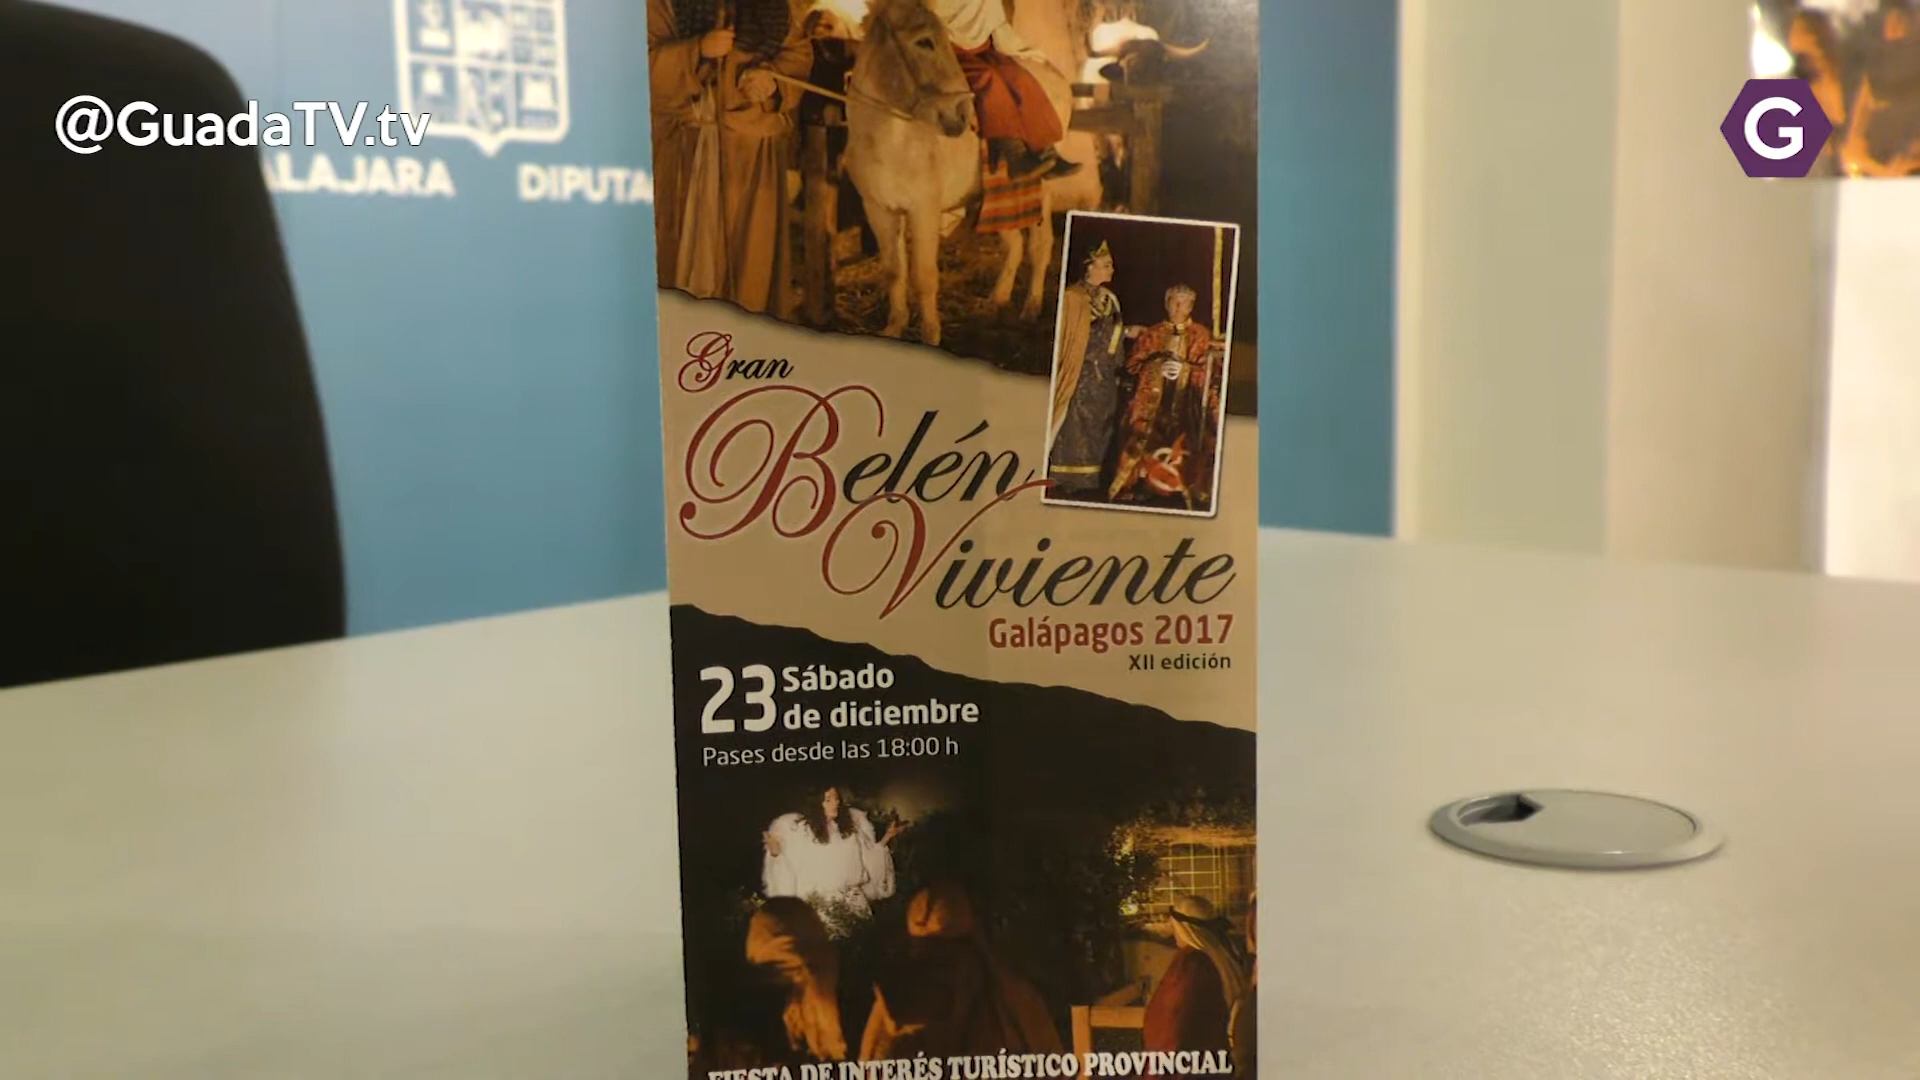 @GuadaTV.tv
G
DIPUTA
Gran
Belén
Viviente
Galápagos 2017
XII edición
23 Sábado
de diciembre
Pases desde las 18:00 h
FIESTA DE INTERÉS TURÍSTICO PROVINCIAL